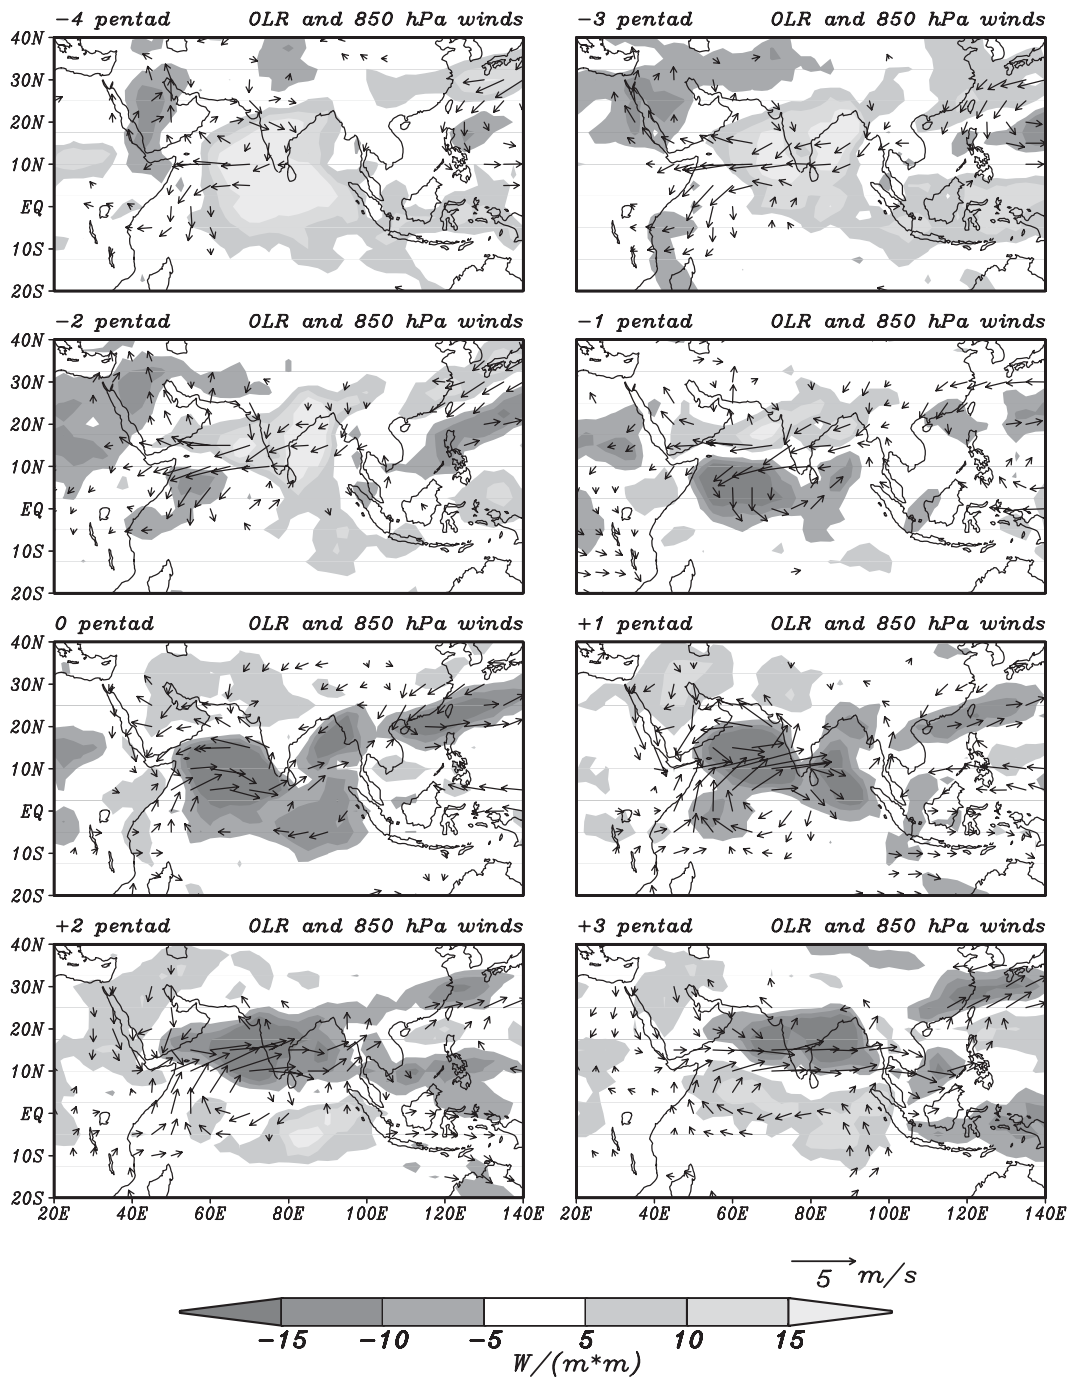 -4 pentad OLR and 850 hPa winds -3 pentad OLR and 850 hPa winds
40N
30N
20N
10N
EQ
10S
20S
-2 pentad OLR and 850 hPa winds -1 pentad OLR and 850 hPa winds
40N
30N
20N
10N
EQ
10S
20S
0 pentad OLR and 850 hPa winds +1 pentad OLR and 850 hPa winds
40N
30N
20N
10N
EQ
10S
20S
+2 pentad OLR and 850 hPa winds +3 pentad OLR and 850 hPa winds
40N
30N
20N
10N
EQ
10S
20S
20E 40E 60E 80E 100E 120E 140E 20E 40E 60E 80E 100E 120E 140E
5 m/s
-15 -10 -5 5 10 15
W/(m*m)